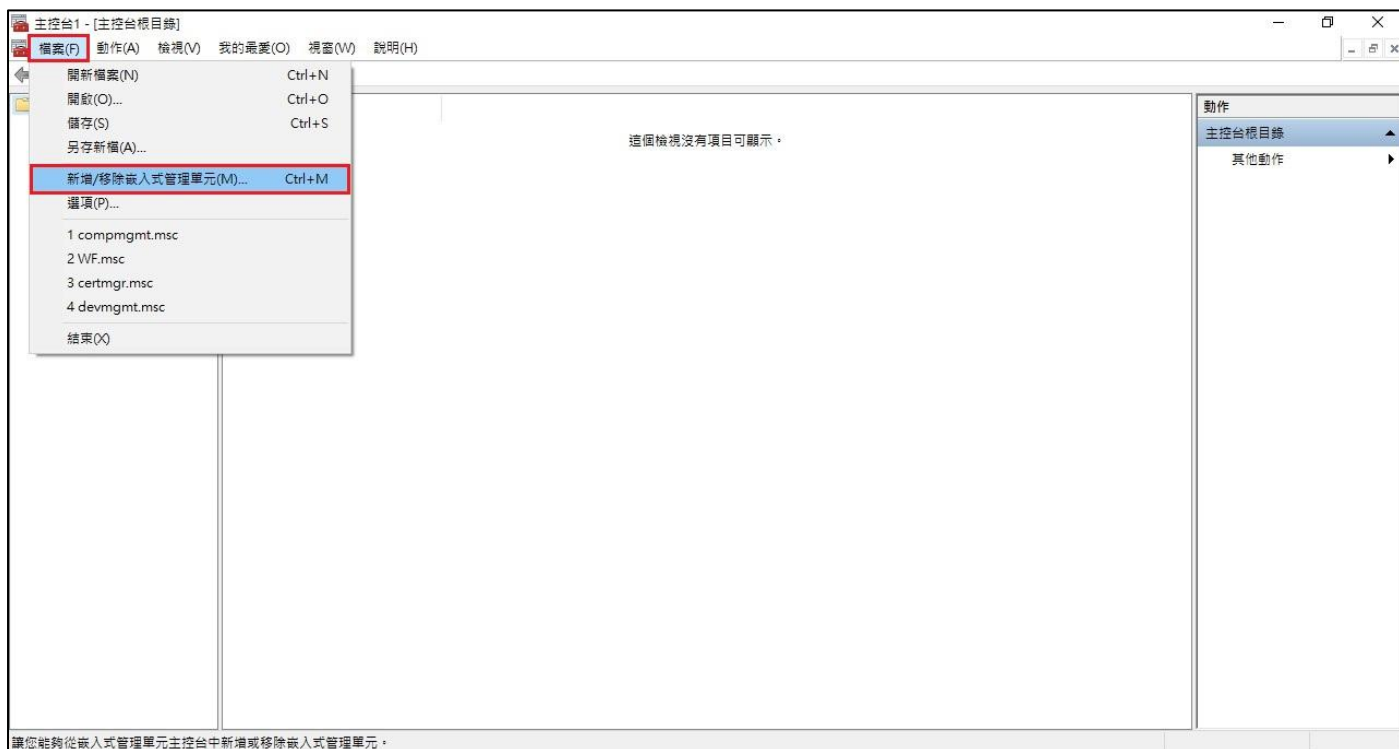 主控台1 - [主控台根目錄]
檔案(F) 動作(A) 檢視(V) 我的最愛(O) 視窗(W) 說明(H)
開新檔案(N) Ctrl+N
開啟(O)... Ctrl+O
儲存(S) Ctrl+S
另存新檔(A)...
新增/移除嵌入式管理單元(M)... Ctrl+M
選項(P)...
1 compmgmt.msc
2 WF.msc
3 certmgr.msc
4 devmgmt.msc
結束(X)
這個檢視沒有項目可顯示。
動作
主控台根目錄
其他動作
讓您能夠從嵌入式管理單元主控台中新增或移除嵌入式管理單元。